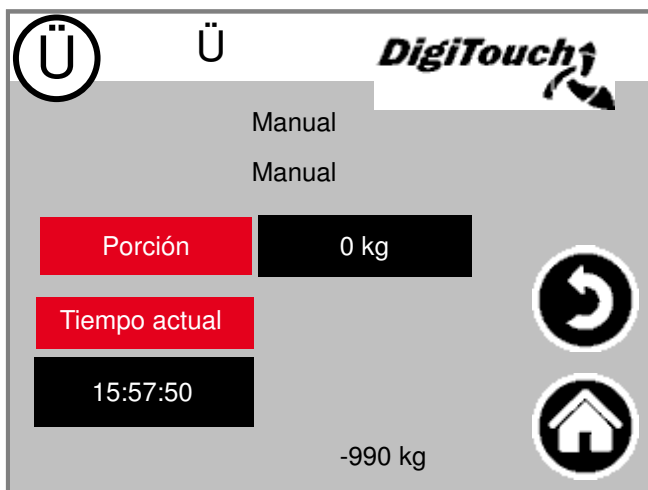 Ü
Ü
DigiTouch
Manual
Manual
Porción
0 kg
Tiempo actual
15:57:50
-990 kg